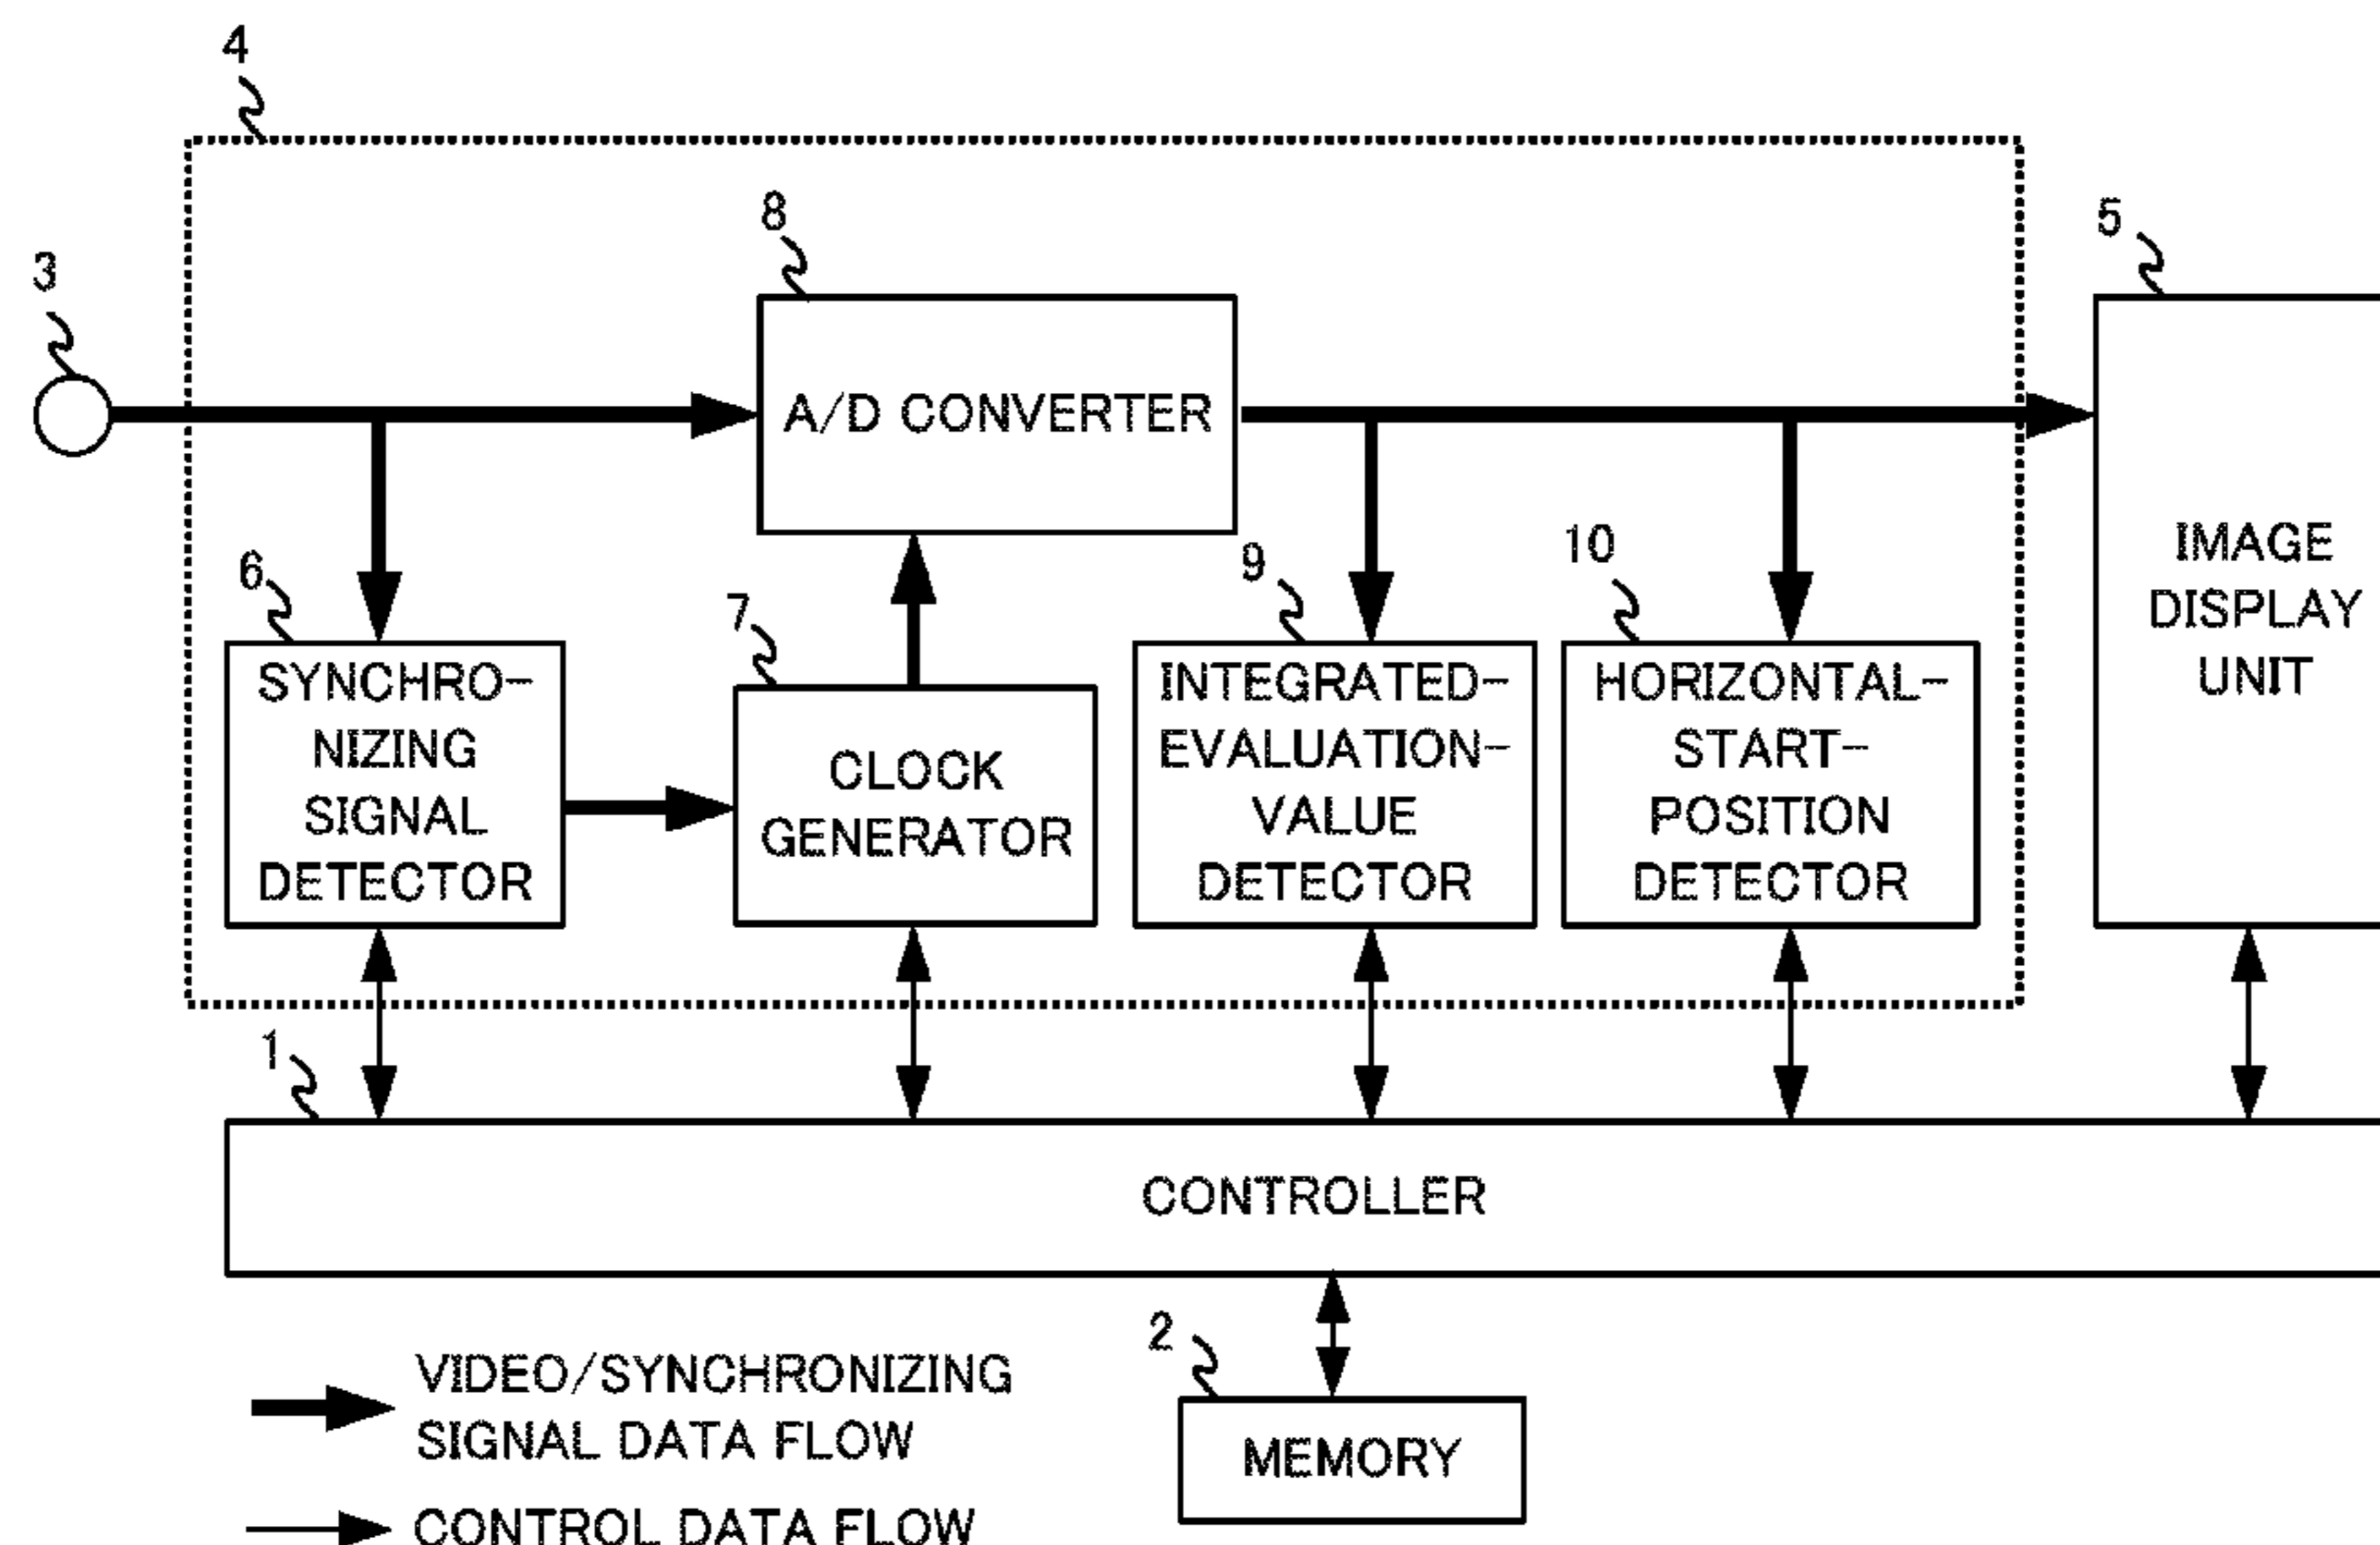 4
8
5
3
A/D CONVERTER
6
7
9
10
IMAGE
DISPLAY
UNIT
SYNCHRO-
NIZING
SIGNAL
DETECTOR
CLOCK
GENERATOR
INTEGRATED-
EVALUATION-
VALUE
DETECTOR
HORIZONTAL-
START-
POSITION
DETECTOR
1
CONTROLLER
2
MEMORY
VIDEO/SYNCHRONIZING
SIGNAL DATA FLOW
CONTROL DATA FLOW